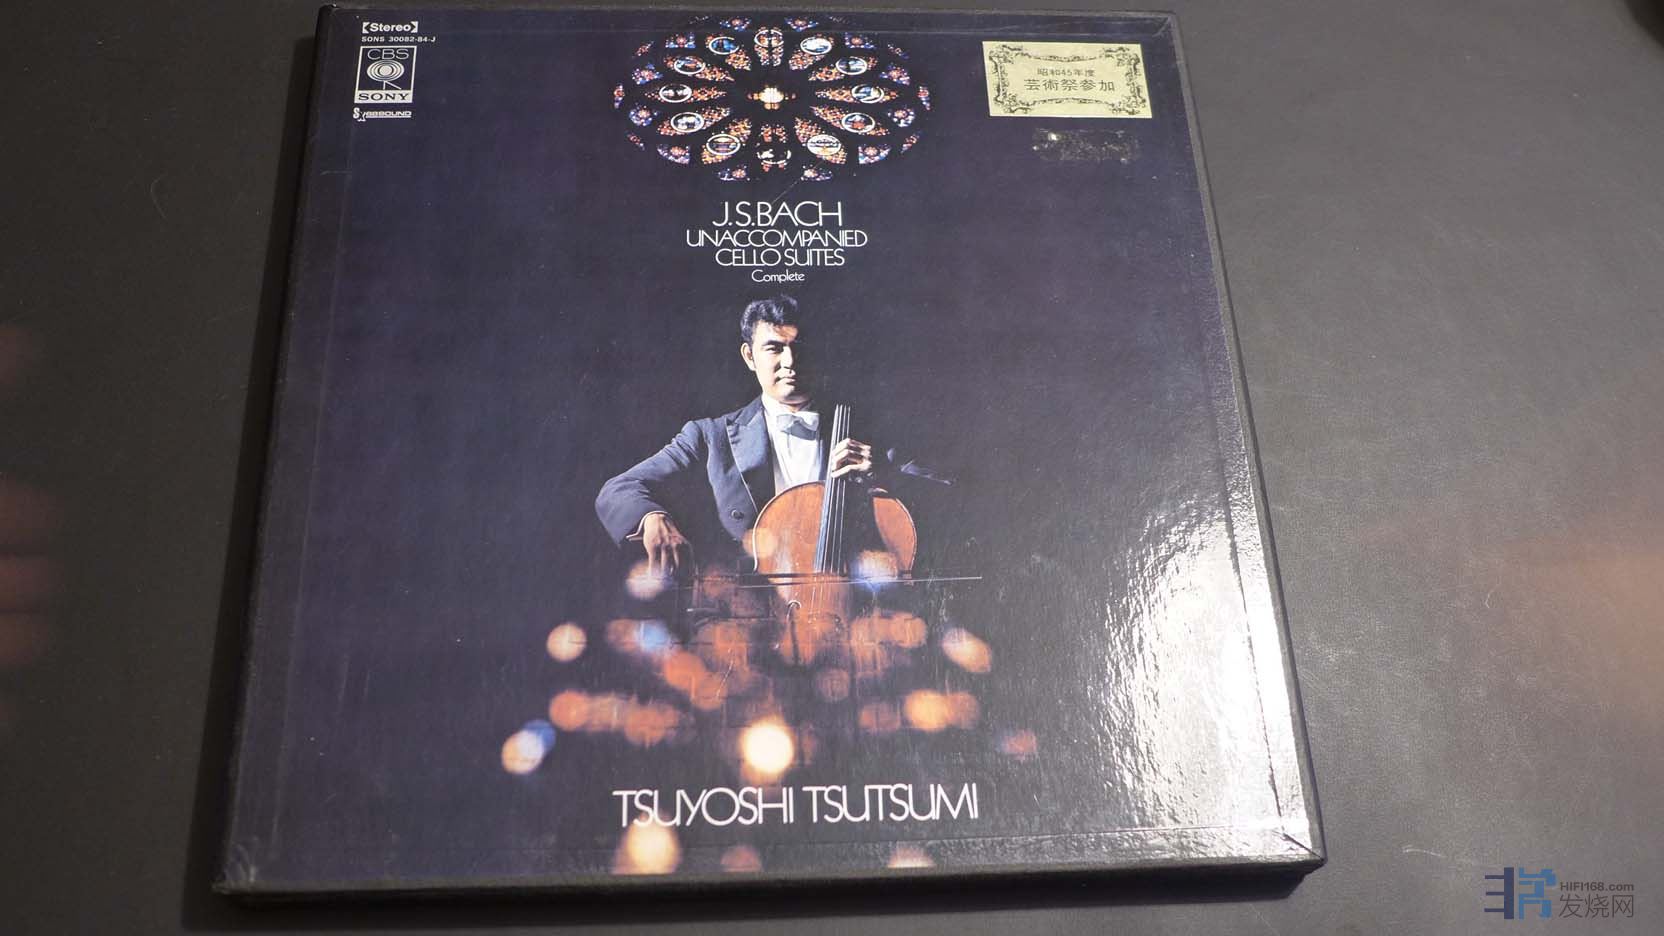 【Stereo】
SONS 30082-84-J
CBS
SONY
昭和45年度
芸術祭参加
J.S.BACH
UNACCOMPANIED
CELLO SUITES
Complete
TSUYOSHI TSUTSUMI
HIFI168.com
发烧网